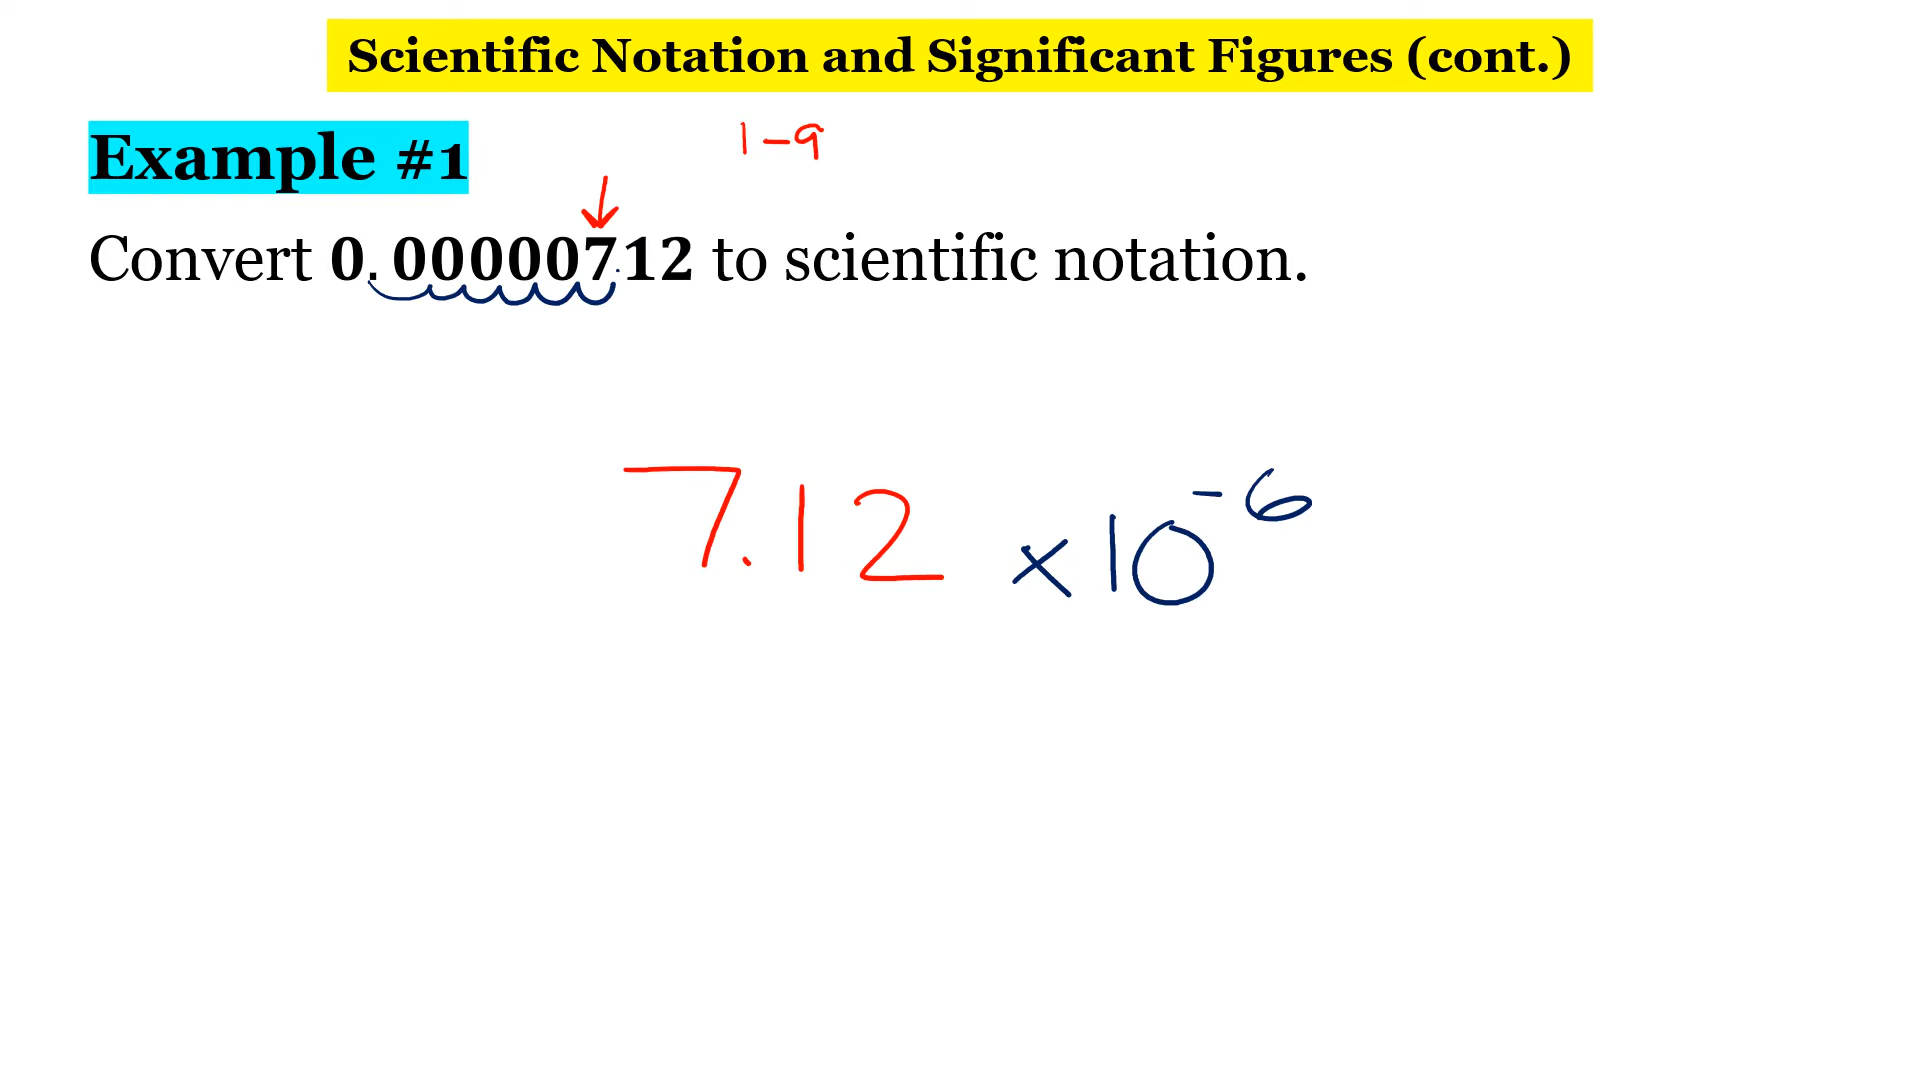 Scientific Notation and Significant Figures (cont.)
1-9
Example #1
Convert 0.00000712 to scientific notation.
7.12 ×10⁻⁶